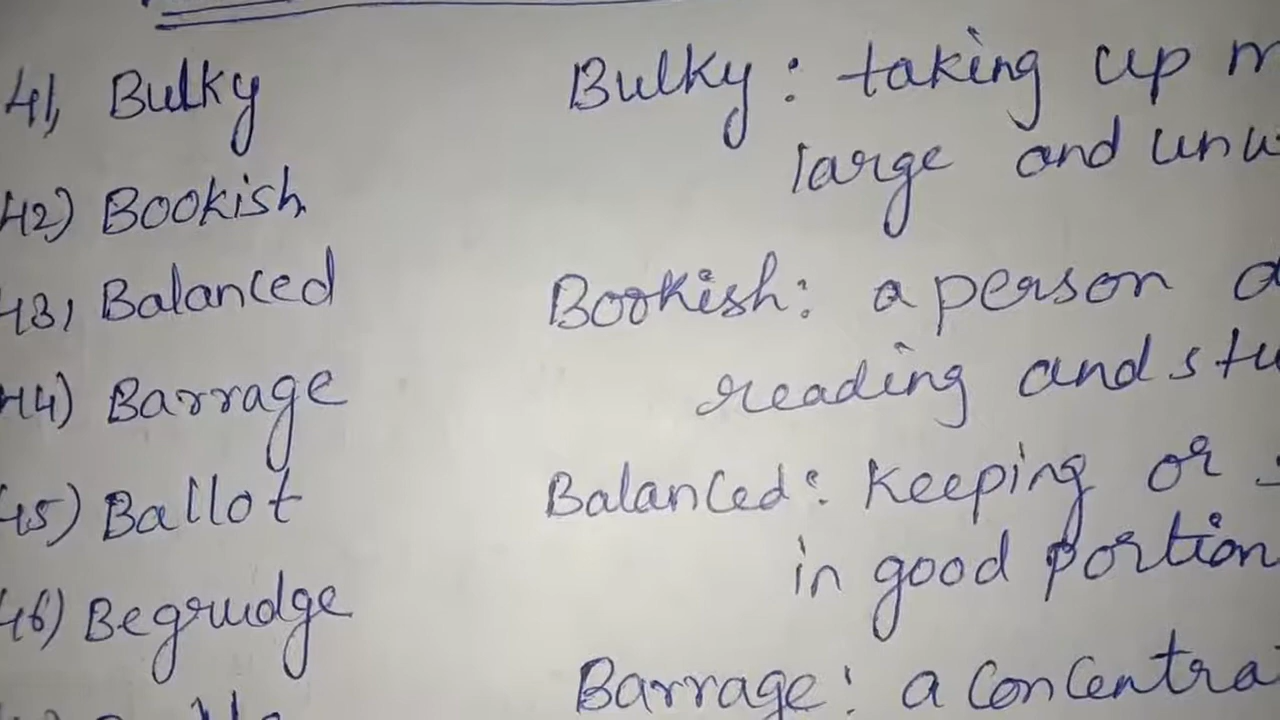 41, Bulky
42) Bookish
43, Balanced
44) Barrage
45) Ballot
46) Begrudge
Bulky : taking up
large and
Bookish: a person
reading and
Balanced: Keeping or
in good portion
Barrage: a